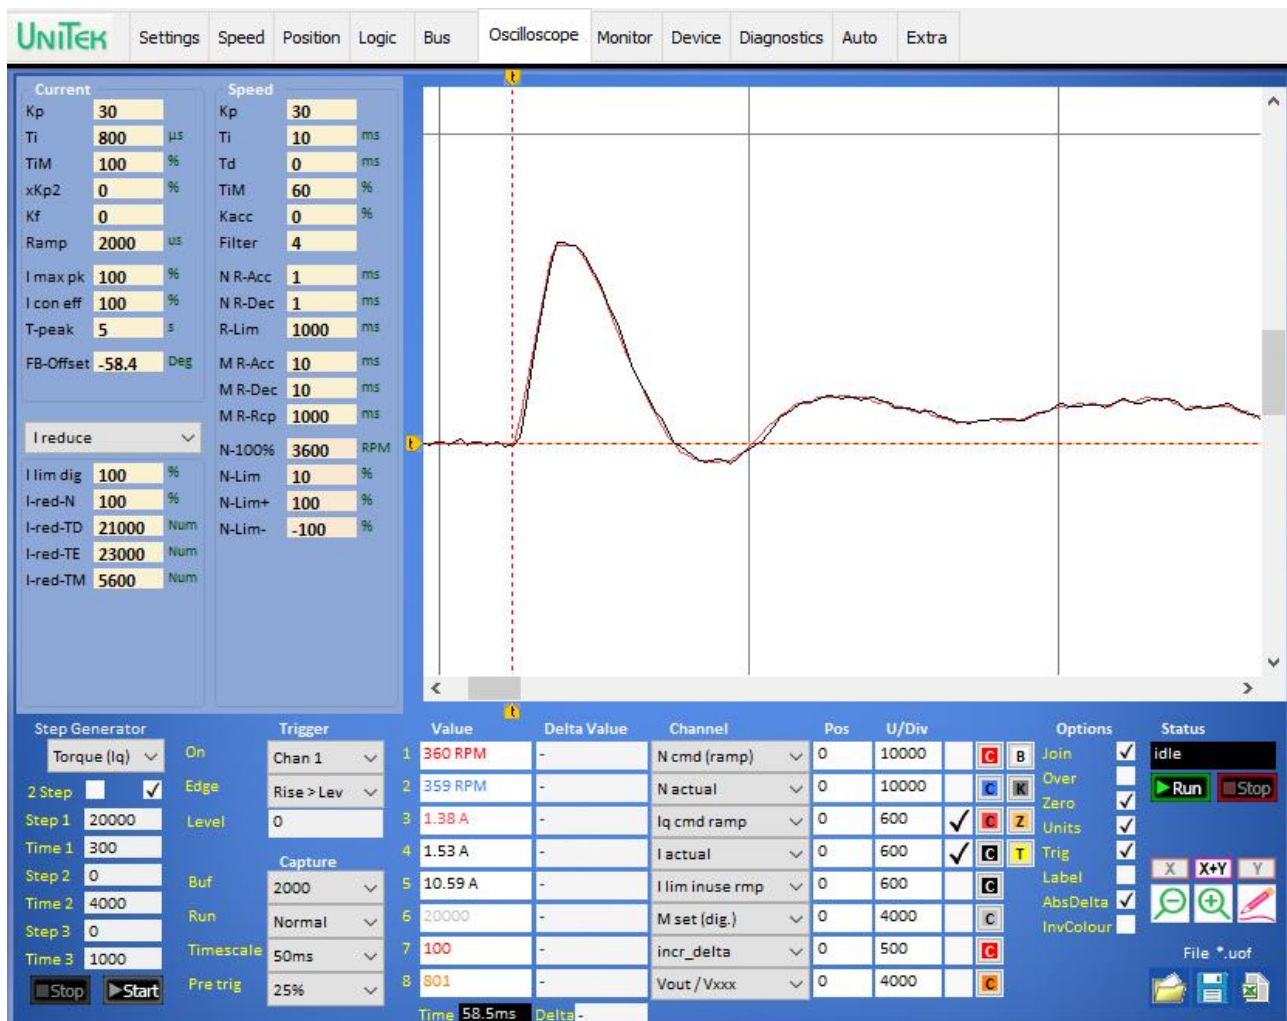 UNITEK Settings Speed Position Logic Bus Oscilloscope Monitor Device Diagnostics Auto Extra
t
Current
Kp 30
Ti 800 µs
TiM 100 %
xKp2 0 %
Kf 0
Ramp 2000 us
I max pk 100 %
I con eff 100 %
T-peak 5 s
FB-Offset -58.4 Deg
I reduce
I lim dig 100 %
I-red-N 100 %
I-red-TD 21000 Num
I-red-TE 23000 Num
I-red-TM 5600 Num
Speed
Kp 30
Ti 10 ms
Td 0 ms
TiM 60 %
Kacc 0 %
Filter 4
N R-Acc 1 ms
N R-Dec 1 ms
R-Lim 1000 ms
M R-Acc 10 ms
M R-Dec 10 ms
M R-Rcp 1000 ms
N-100% 3600 RPM
N-Lim 10 %
N-Lim+ 100 %
N-Lim- -100 %
t
t
Step Generator
Torque (Iq)
2 Step
Step 1 20000
Time 1 300
Step 2 0
Time 2 4000
Step 3 0
Time 3 1000
Stop Start
Trigger
On Chan 1
Edge Rise > Lev
Level 0
Capture
Buf 2000
Run Normal
Timescale 50ms
Pre trig 25%
Value Delta Value Channel Pos U/Div
1 360 RPM - N cmd (ramp) 0 10000 C B
2 359 RPM - N actual 0 10000 C K
3 1.38 A - Iq cmd ramp 0 600 C Z
4 1.53 A - I actual 0 600 C T
5 10.59 A - I lim inuse rmp 0 600 C
6 20000 - M set (dig.) 0 4000 C
7 100 - incr_delta 0 500 C
8 801 - Vout / Vxxx 0 4000 C
Time 58.5ms Delta -
Options
Join
Over
Zero
Units
Trig
Label
AbsDelta
InvColour
Status
idle
Run Stop
X X+Y Y
File *.uof